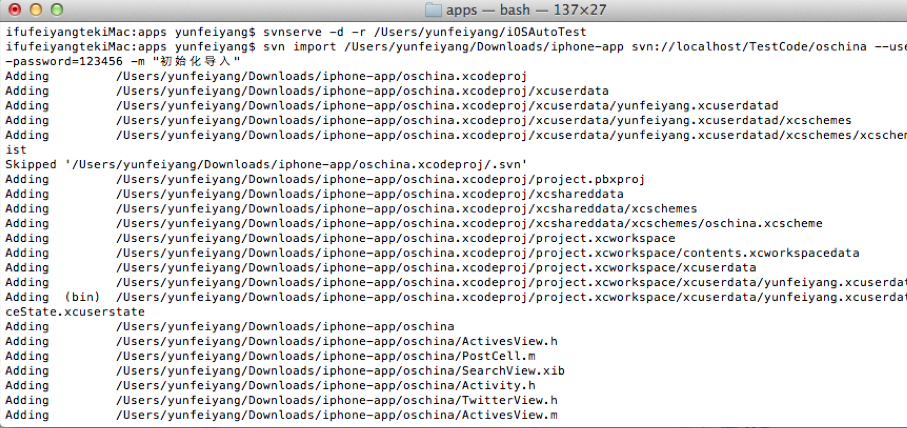 apps — bash — 137×27
ifufeiyangtekiMac:apps yunfeiyang$ svnserve -d -r /Users/yunfeiyang/iOSAutoTest
ifufeiyangtekiMac:apps yunfeiyang$ svn import /Users/yunfeiyang/Downloads/iphone-app svn://localhost/TestCode/oschina --use
-password=123456 -m "初始化导入"
Adding /Users/yunfeiyang/Downloads/iphone-app/oschina.xcodeproj
Adding /Users/yunfeiyang/Downloads/iphone-app/oschina.xcodeproj/xcuserdata
Adding /Users/yunfeiyang/Downloads/iphone-app/oschina.xcodeproj/xcuserdata/yunfeiyang.xcuserdatad
Adding /Users/yunfeiyang/Downloads/iphone-app/oschina.xcodeproj/xcuserdata/yunfeiyang.xcuserdatad/xcschemes
Adding /Users/yunfeiyang/Downloads/iphone-app/oschina.xcodeproj/xcuserdata/yunfeiyang.xcuserdatad/xcschemes/xcschem
ist
Skipped '/Users/yunfeiyang/Downloads/iphone-app/oschina.xcodeproj/.svn'
Adding /Users/yunfeiyang/Downloads/iphone-app/oschina.xcodeproj/project.pbxproj
Adding /Users/yunfeiyang/Downloads/iphone-app/oschina.xcodeproj/xcshareddata
Adding /Users/yunfeiyang/Downloads/iphone-app/oschina.xcodeproj/xcshareddata/xcschemes
Adding /Users/yunfeiyang/Downloads/iphone-app/oschina.xcodeproj/xcshareddata/xcschemes/oschina.xcscheme
Adding /Users/yunfeiyang/Downloads/iphone-app/oschina.xcodeproj/project.xcworkspace
Adding /Users/yunfeiyang/Downloads/iphone-app/oschina.xcodeproj/project.xcworkspace/contents.xcworkspacedata
Adding /Users/yunfeiyang/Downloads/iphone-app/oschina.xcodeproj/project.xcworkspace/xcuserdata
Adding /Users/yunfeiyang/Downloads/iphone-app/oschina.xcodeproj/project.xcworkspace/xcuserdata/yunfeiyang.xcuserdat
Adding (bin) /Users/yunfeiyang/Downloads/iphone-app/oschina.xcodeproj/project.xcworkspace/xcuserdata/yunfeiyang.xcuserdat
ceState.xcuserstate
Adding /Users/yunfeiyang/Downloads/iphone-app/oschina
Adding /Users/yunfeiyang/Downloads/iphone-app/oschina/ActivesView.h
Adding /Users/yunfeiyang/Downloads/iphone-app/oschina/PostCell.m
Adding /Users/yunfeiyang/Downloads/iphone-app/oschina/SearchView.xib
Adding /Users/yunfeiyang/Downloads/iphone-app/oschina/Activity.h
Adding /Users/yunfeiyang/Downloads/iphone-app/oschina/TwitterView.h
Adding /Users/yunfeiyang/Downloads/iphone-app/oschina/ActivesView.m